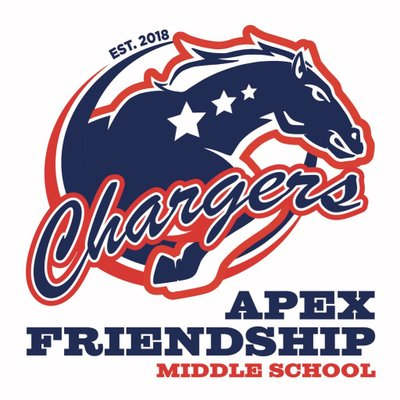 EST. 2018
Chargers
APEX
FRIENDSHIP
MIDDLE SCHOOL